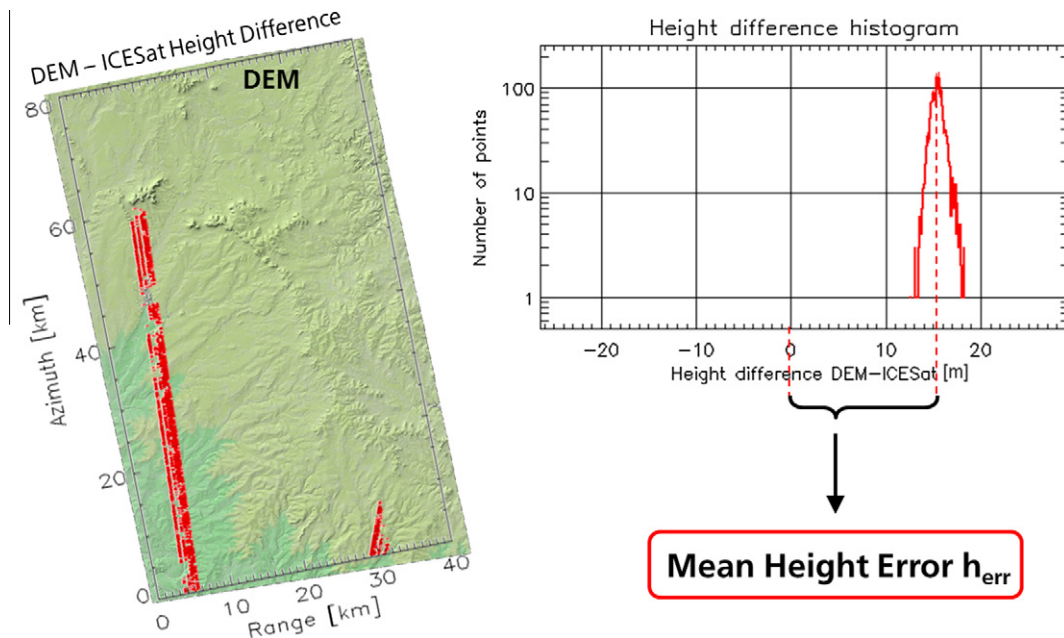 DEM – ICESat Height Difference
DEM
80
60
40
20
0
Azimuth [km]
0
10
20
30
40
Range [km]
Height difference histogram
Number of points
100
10
1
−20
−10
0
10
20
Height difference DEM−ICESat [m]
Mean Height Error herr